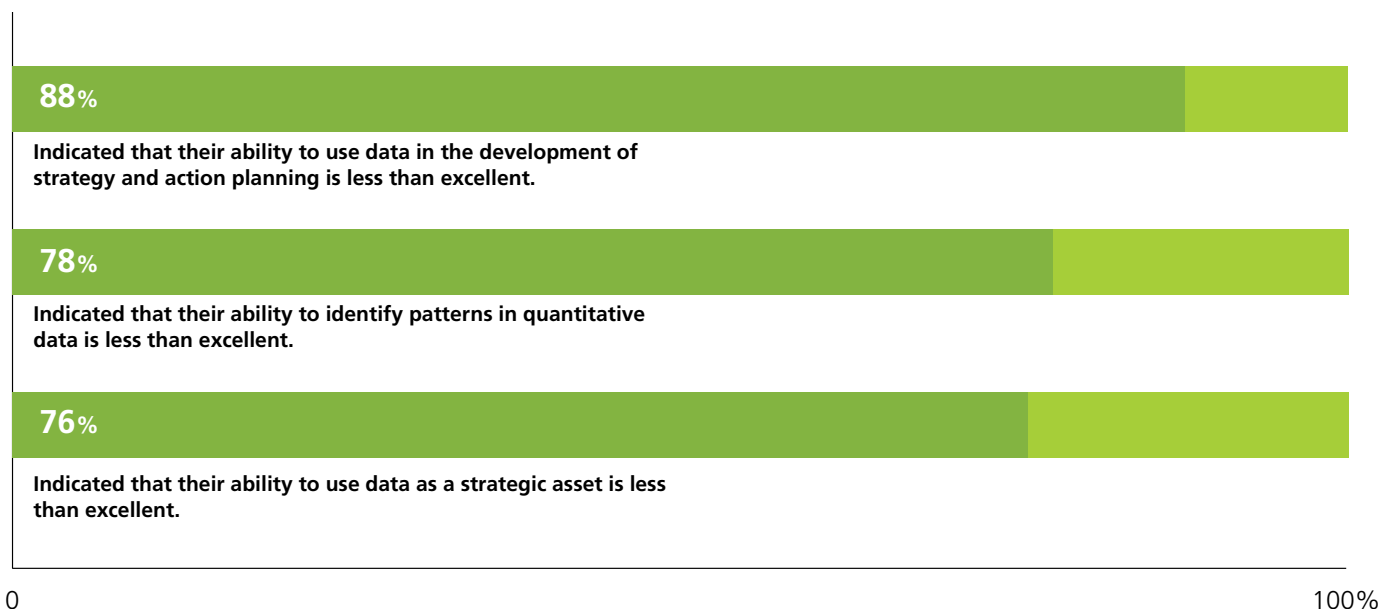 88%
Indicated that their ability to use data in the development of
strategy and action planning is less than excellent.
78%
Indicated that their ability to identify patterns in quantitative
data is less than excellent.
76%
Indicated that their ability to use data as a strategic asset is less
than excellent.
0 100%